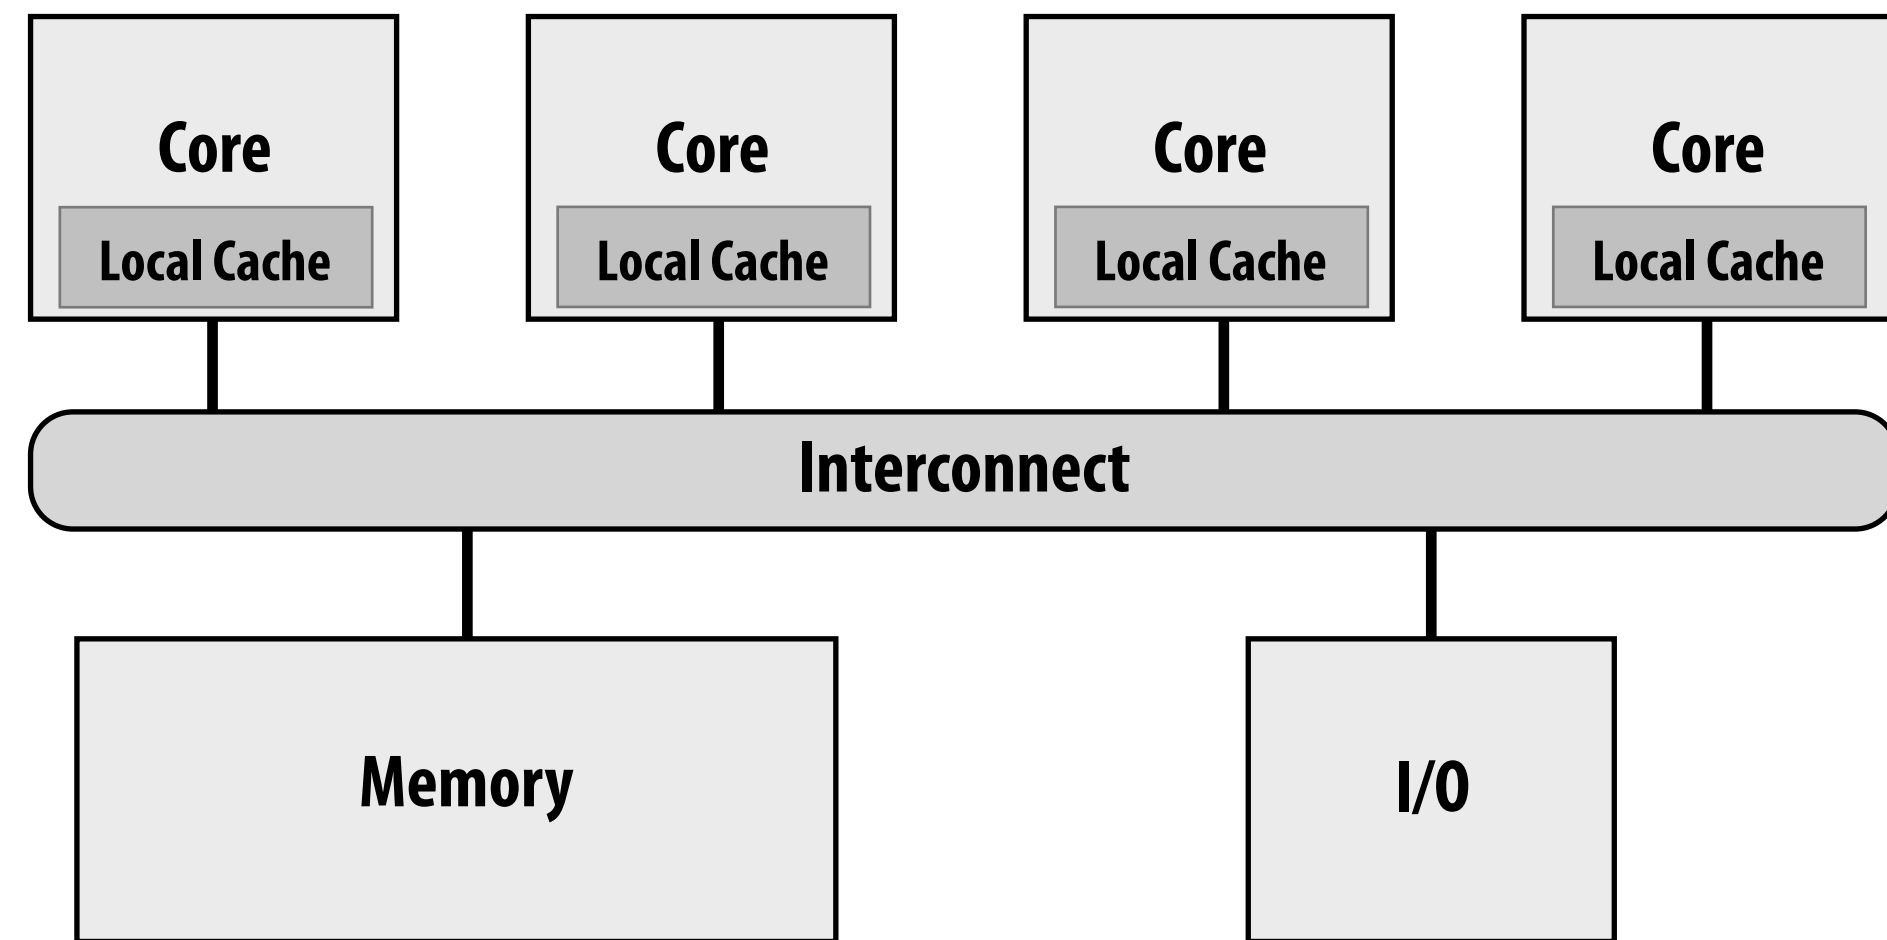 Core
Core
Core
Core
Local Cache
Local Cache
Local Cache
Local Cache
Interconnect
Memory
I/O